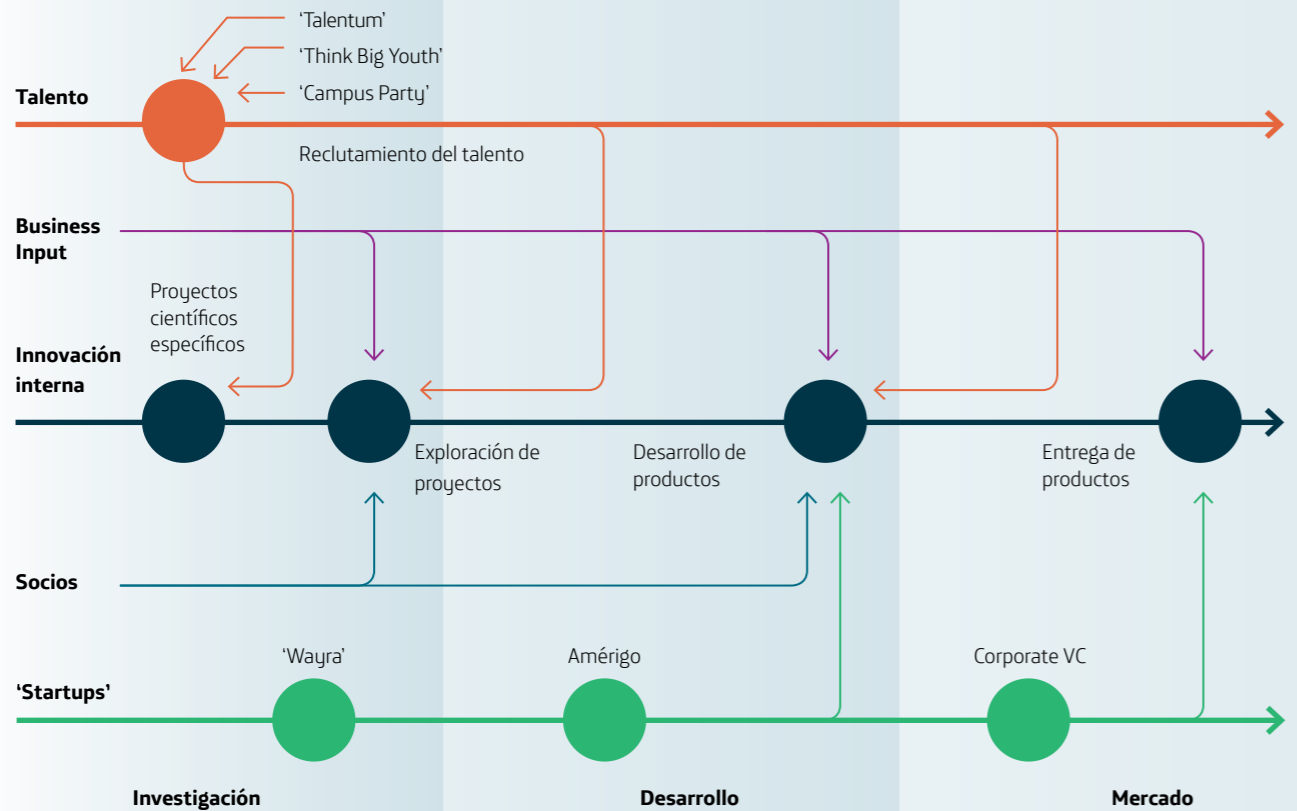 ‘Talentum’
‘Think Big Youth’
‘Campus Party’
Talento
Reclutamiento del talento
Business
Input
Proyectos
científicos
específicos
Innovación
interna
Exploración de
proyectos
Desarrollo de
productos
Entrega de
productos
Socios
‘Wayra’
Amérigo
Corporate VC
‘Startups’
Investigación
Desarrollo
Mercado